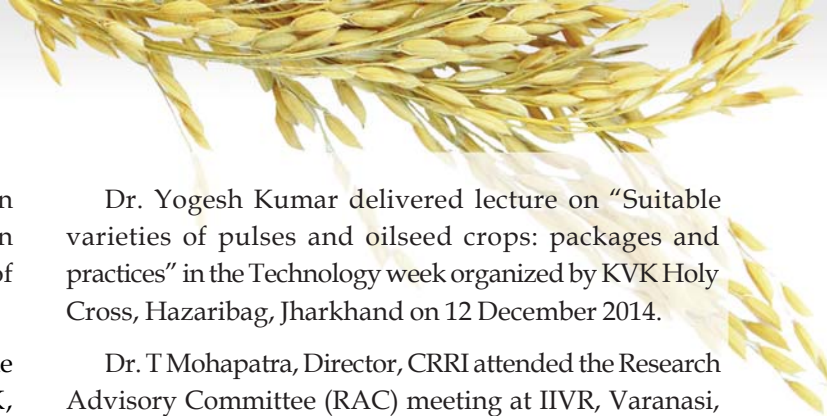 n
n
of
e
K,
Dr. Yogesh Kumar delivered lecture on “Suitable
varieties of pulses and oilseed crops: packages and
practices” in the Technology week organized by KVK Holy
Cross, Hazaribag, Jharkhand on 12 December 2014.
Dr. T Mohapatra, Director, CRRI attended the Research
Advisory Committee (RAC) meeting at IIVR, Varanasi,